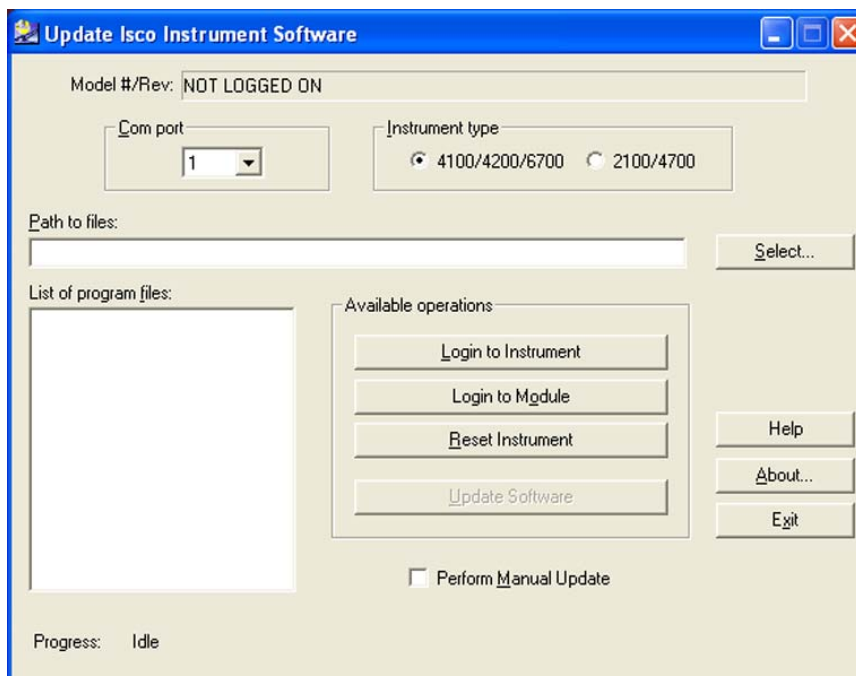 Update Isco Instrument Software
Model #/Rev: NOT LOGGED ON
Com port
1
Instrument type
4100/4200/6700
2100/4700
Path to files:
Select...
List of program files:
Available operations
Login to Instrument
Login to Module
Reset Instrument
Update Software
Help
About...
Exit
Perform Manual Update
Progress: Idle